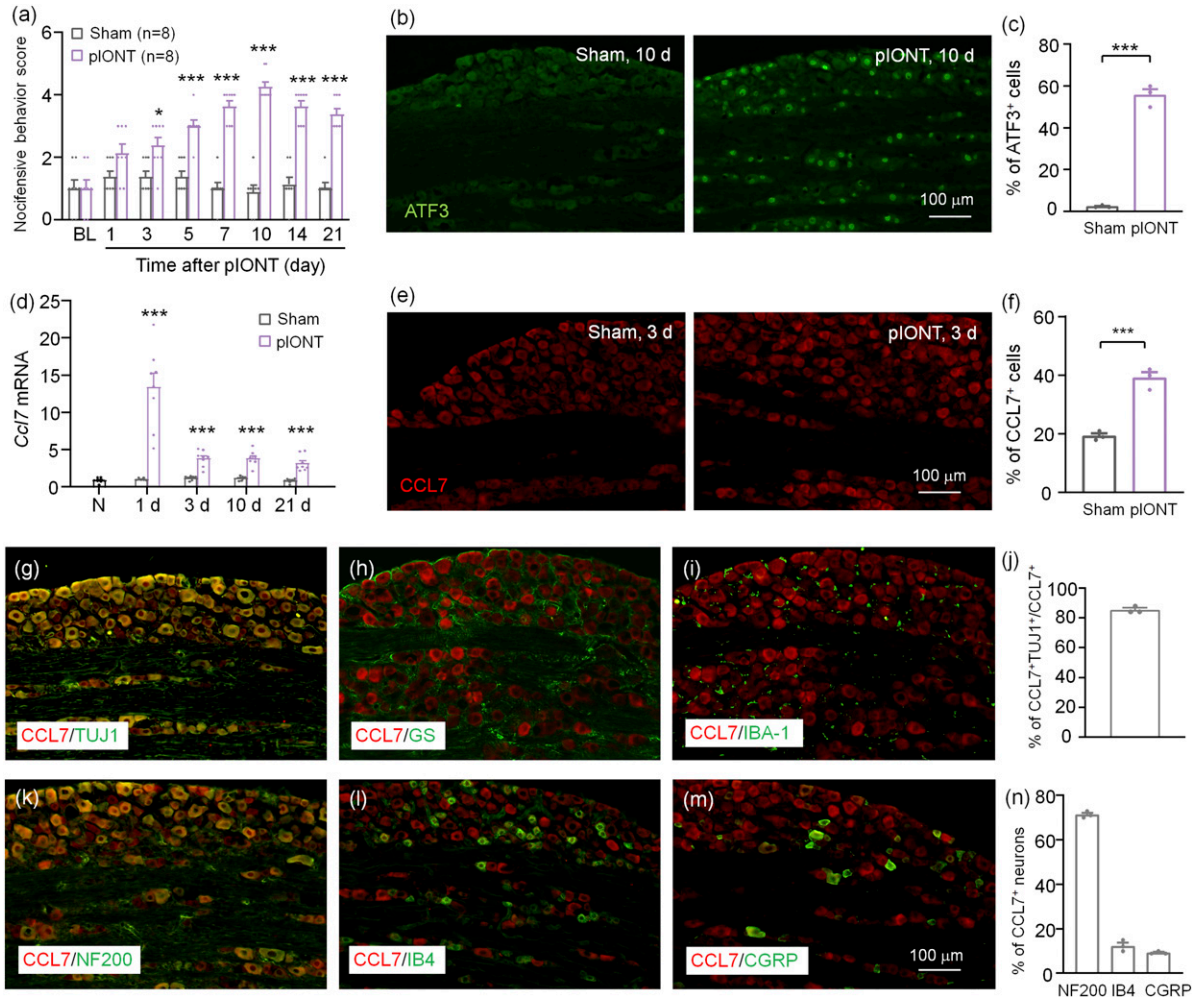 (a)
Nocifensive behavior score
6
4
2
0
Sham (n=8)
pIONT (n=8)
* *** *** *** *** ***
BL 1 3 5 7 10 14 21
Time after pIONT (day)
(b)
Sham, 10 d
ATF3
pIONT, 10 d
100 μm
(c)
% of ATF3⁺ cells
80
60
40
20
0
***
Sham pIONT
(d)
Ccl7 mRNA
25
20
15
10
5
0
Sham
pIONT
*** *** *** ***
N 1 d 3 d 10 d 21 d
(e)
Sham, 3 d
CCL7
pIONT, 3 d
100 μm
(f)
% of CCL7⁺ cells
60
40
20
0
***
Sham pIONT
(g)
CCL7/TUJ1
(h)
CCL7/GS
(i)
CCL7/IBA-1
(j)
% of CCL7⁺TUJ1⁺/CCL7⁺
100
80
60
40
20
0
(k)
CCL7/NF200
(l)
CCL7/IB4
(m)
CCL7/CGRP
100 μm
(n)
% of CCL7⁺ neurons
80
60
40
20
0
NF200 IB4 CGRP